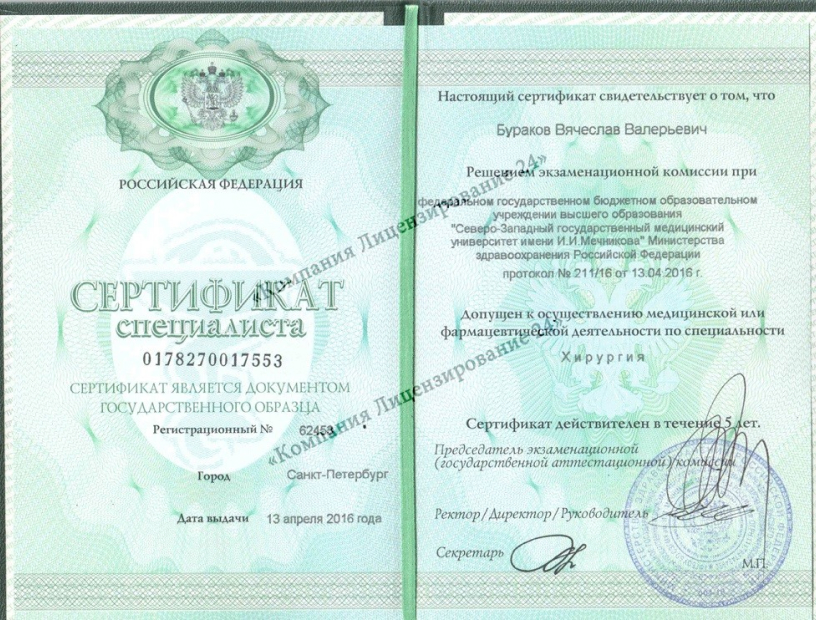 РОССИЙСКАЯ ФЕДЕРАЦИЯ
СЕРТИФИКАТ
специалиста
0178270017553
СЕРТИФИКАТ ЯВЛЯЕТСЯ ДОКУМЕНТОМ
ГОСУДАРСТВЕННОГО ОБРАЗЦА
Регистрационный № 62453
Город Санкт-Петербург
Дата выдачи 13 апреля 2016 года
Настоящий сертификат свидетельствует о том, что
Бураков Вячеслав Валерьевич
Решением экзаменационной комиссии при
федеральном государственном бюджетном образовательном
учреждении высшего образования
"Северо-Западный государственный медицинский
университет имени И.И.Мечникова" Министерства
здравоохранения Российской Федерации
протокол № 211/16 от 13.04.2016 г.
Допущен к осуществлению медицинской или
фармацевтической деятельности по специальности
Хирургия
Сертификат действителен в течение 5 лет.
Председатель экзаменационной
(государственной аттестационной) комиссии
Ректор/Директор/Руководитель
Секретарь
М.П.
«Компания Лицензирование 24»
«Компания Лицензирование 24»